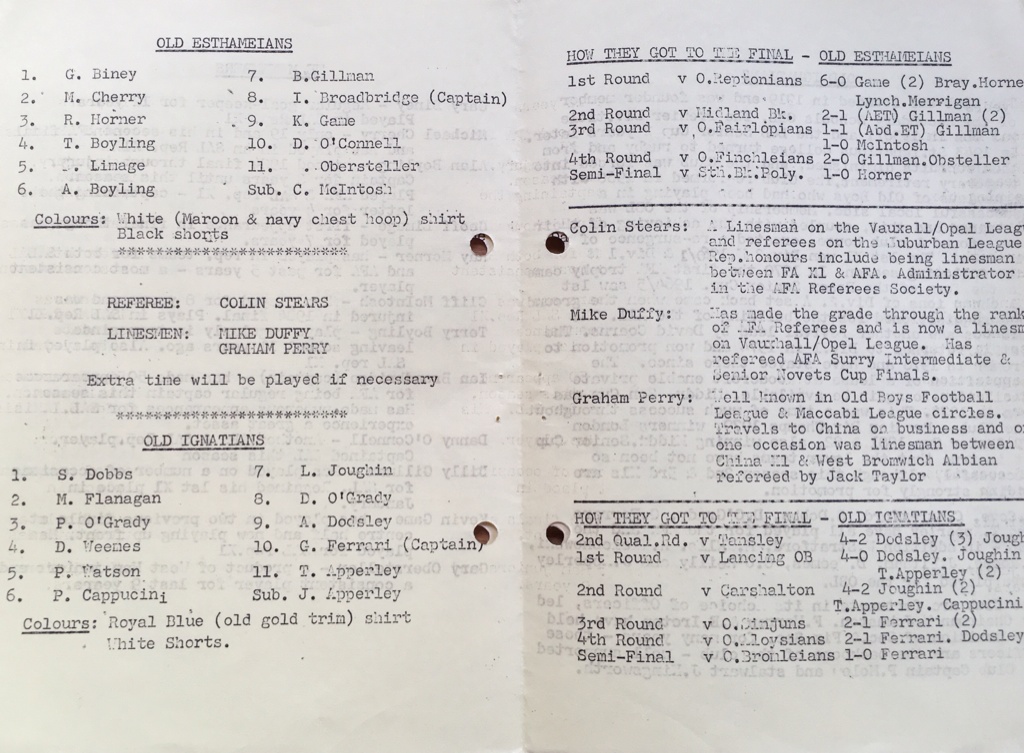 OLD ESTHAMEIANS
1. G. Biney 7. B.Gillman
2. M. Cherry 8. I. Broadbridge (Captain)
3. R. Horner 9. K. Game
4. T. Boyling 10. D. O'Connell
5. Linage 11. Obersteller
6. A. Boyling Sub. C. McIntosh
Colours: White (Maroon & navy chest hoop) shirt
Black shorts
*************************
REFEREE: COLIN STEARS
LINESMEN: MIKE DUFFY
GRAHAM PERRY
Extra time will be played if necessary
*************************
OLD IGNATIANS
1. S. Dobbs 7. L. Joughin
2. M. Flanagan 8. D. O'Grady
3. P. O'Grady 9. A. Dodsley
4. D. Weemes 10. G. Ferrari (Captain)
5. P. Watson 11. T. Apperley
6. P. Cappucini Sub. J. Apperley
Colours: Royal Blue (old gold trim) shirt
White Shorts.
HOW THEY GOT TO THE FINAL - OLD ESTHAMEIANS
1st Round v O.Reptonians 6-0 Game (2) Bray.Horne
Lynch.Merrigan
2nd Round v Midland Bk. 2-1 (AET) Gillman (2)
3rd Round v O.Fairlopians 1-1 (Abd.ET) Gillman
1-0 McIntosh
4th Round v O.Finchleians 2-0 Gillman.Obsteller
Semi-Final v Sth.Bk.Poly. 1-0 Horner
Colin Stears: A Linesman on the Vauxall/Opal Leag
and referees on the Suburban League
Rep.honours include being linesman
between FA X1 & AFA. Administrator
in the AFA Referees Society.
Mike Duffy: Has made the grade through the rank
of AFA Referees and is now a linesm
on Vauxhall/Opel League. Has
refereed AFA Surry Intermediate &
Senior Novets Cup Finals.
Graham Perry: Well known in Old Boys Football
League & Maccabi League circles.
Travels to China on business and o
one occasion was linesman between
China X1 & West Bromwich Albian
refereed by Jack Taylor
HOW THEY GOT TO THE FINAL - OLD IGNATIANS
2nd Qual.Rd. v Tansley 4-2 Dodsley (3) Joug
1st Round v Lancing OB 4-0 Dodsley. Joughin
T.Apperley (2)
2nd Round v Carshalton 4-2 Joughin (2)
T.Apperley. Cappucini
3rd Round v O.Sinjuns 2-1 Ferrari (2)
4th Round v O.Aloysians 2-1 Ferrari. Dodsley
Semi-Final v O.Bromleians 1-0 Ferrari